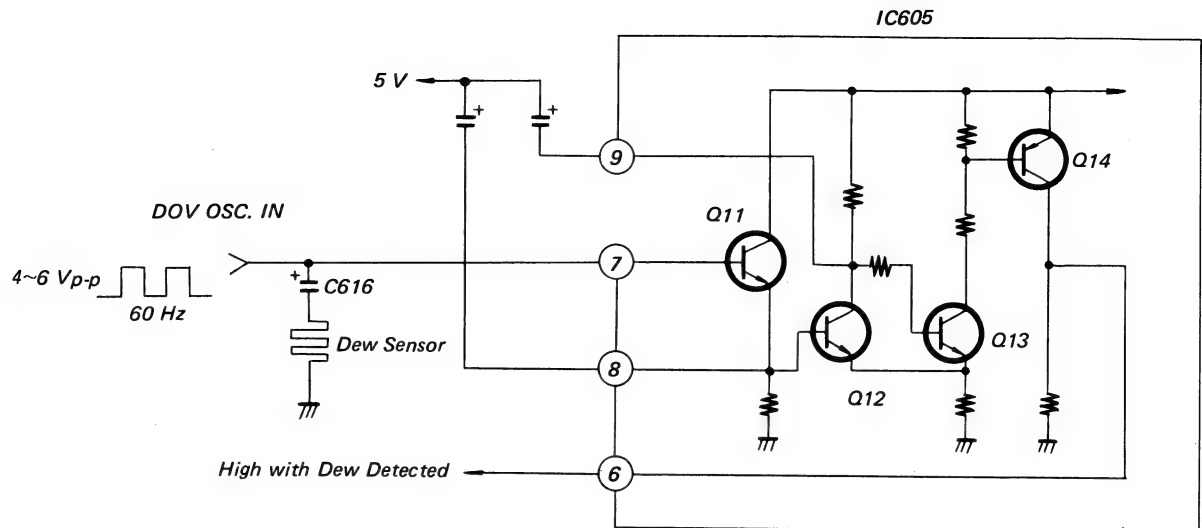 IC605
5 V
+
+
9
Q14
DOV OSC. IN
Q11
4~6 Vp-p
7
+
C616
60 Hz
Dew Sensor
Q13
8
Q12
High with Dew Detected
6